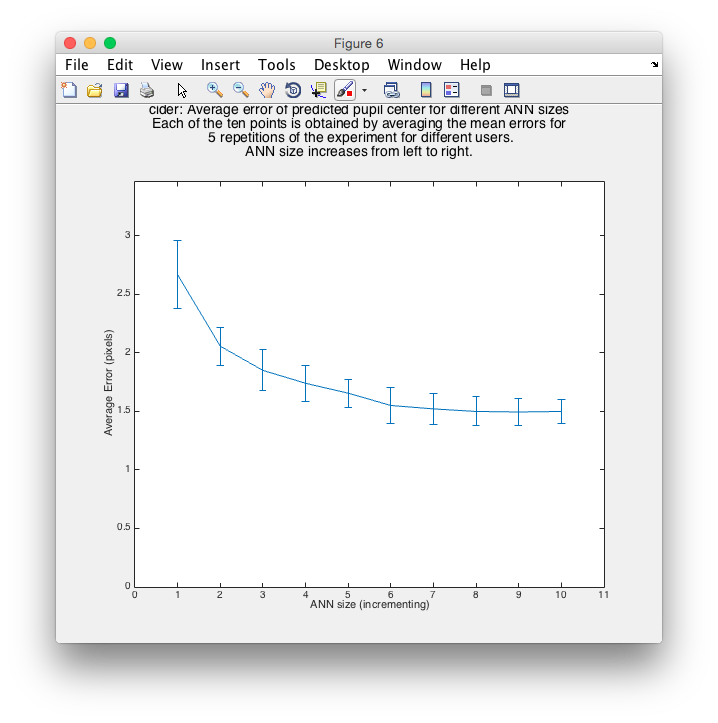 Figure 6
File Edit View Insert Tools Desktop Window Help
cider: Average error of predicted pupil center for different ANN sizes
Each of the ten points is obtained by averaging the mean errors for
5 repetitions of the experiment for different users.
ANN size increases from left to right.
3
2.5
2
1.5
1
0.5
0
Average Error (pixels)
0 1 2 3 4 5 6 7 8 9 10 11
ANN size (incrementing)